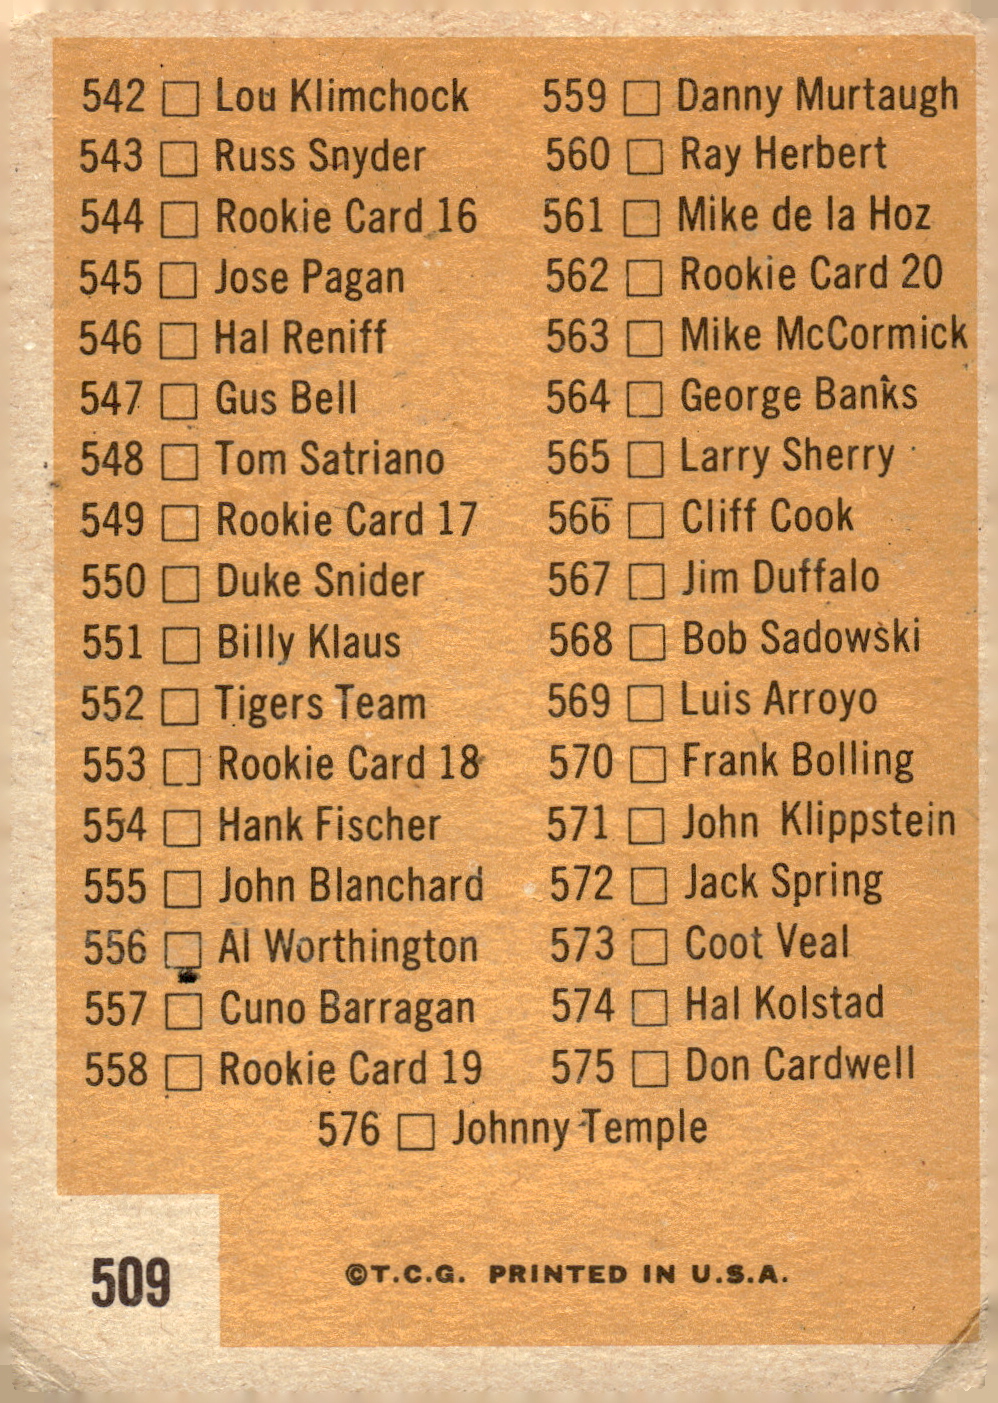 542 □ Lou Klimchock
543 □ Russ Snyder
544 □ Rookie Card 16
545 □ Jose Pagan
546 □ Hal Reniff
547 □ Gus Bell
548 □ Tom Satriano
549 □ Rookie Card 17
550 □ Duke Snider
551 □ Billy Klaus
552 □ Tigers Team
553 □ Rookie Card 18
554 □ Hank Fischer
555 □ John Blanchard
556 □ Al Worthington
557 □ Cuno Barragan
558 □ Rookie Card 19
559 □ Danny Murtaugh
560 □ Ray Herbert
561 □ Mike de la Hoz
562 □ Rookie Card 20
563 □ Mike McCormick
564 □ George Banks
565 □ Larry Sherry
566 □ Cliff Cook
567 □ Jim Duffalo
568 □ Bob Sadowski
569 □ Luis Arroyo
570 □ Frank Bolling
571 □ John Klippstein
572 □ Jack Spring
573 □ Coot Veal
574 □ Hal Kolstad
575 □ Don Cardwell
576 □ Johnny Temple
509
©T.C.G. PRINTED IN U.S.A.